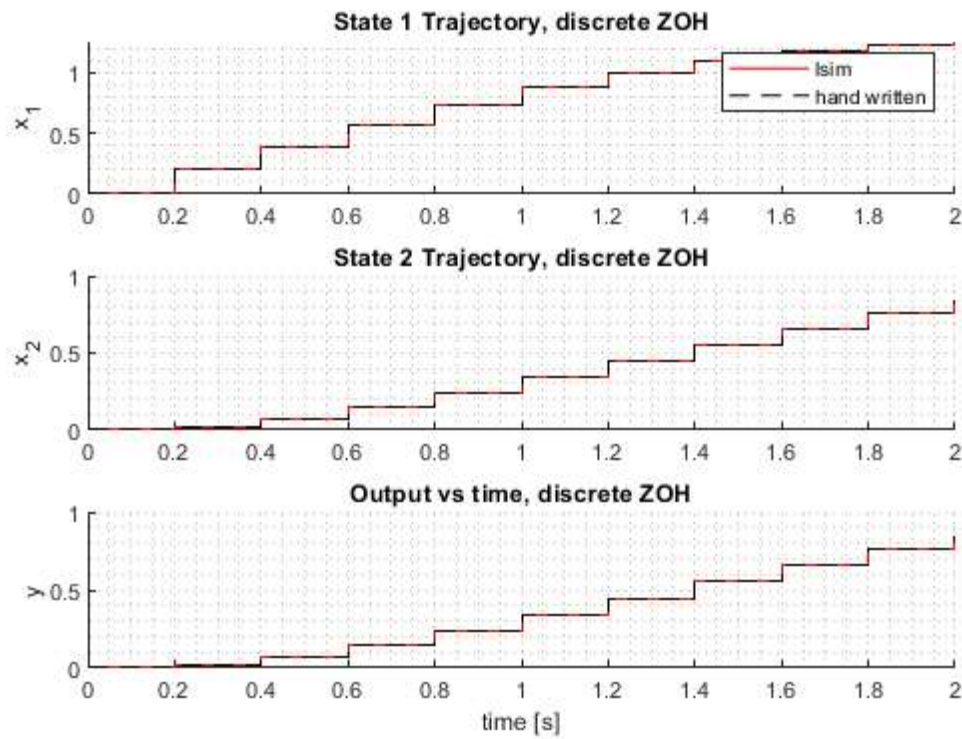 State 1 Trajectory, discrete ZOH
1
0.5
0
x_1
lsim
hand written
0 0.2 0.4 0.6 0.8 1 1.2 1.4 1.6 1.8 2
State 2 Trajectory, discrete ZOH
1
0.5
0
x_2
0 0.2 0.4 0.6 0.8 1 1.2 1.4 1.6 1.8 2
Output vs time, discrete ZOH
1
0.5
0
y
0 0.2 0.4 0.6 0.8 1 1.2 1.4 1.6 1.8 2
time [s]